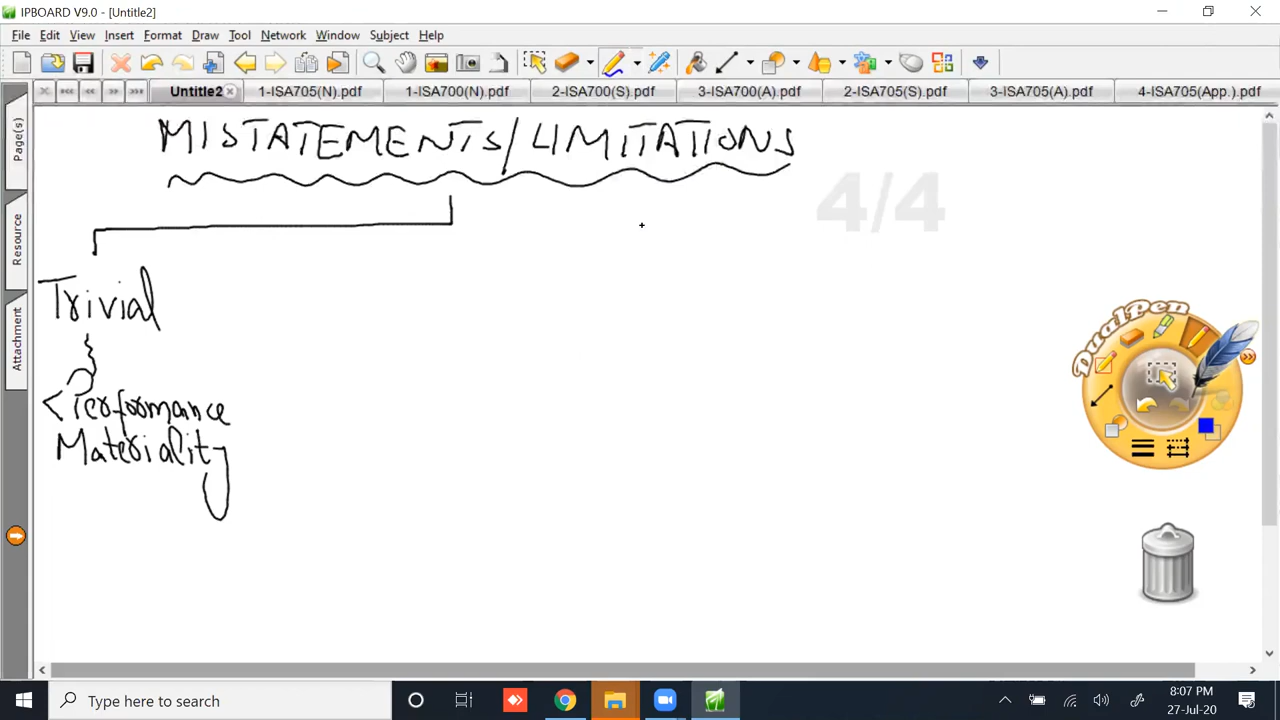 IPBOARD V9.0 - [Untitle2]
File Edit View Insert Format Draw Tool Network Window Subject Help
Untitle2 1-ISA705(N).pdf 1-ISA700(N).pdf 2-ISA700(S).pdf 3-ISA700(A).pdf 2-ISA705(S).pdf 3-ISA705(A).pdf 4-ISA705(App.).pdf
Page(s)
Resource
Attachment
MISTATEMENTS/LIMITATIONS
4/4
Trivial
<Performance
Materiality
DualPen
Type here to search
8:07 PM
27-Jul-20